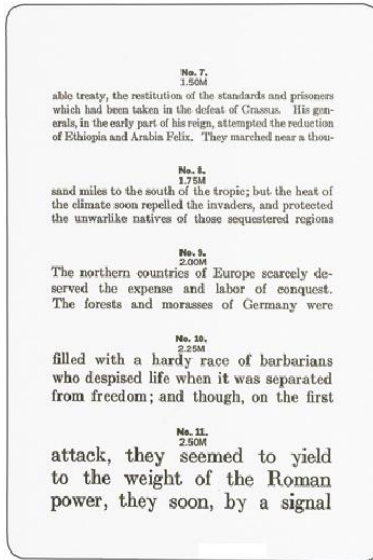 No. 7.
1.50M
able treaty, the restitution of the standards and prisoners
which had been taken in the defeat of Crassus. His gen-
erals, in the early part of his reign, attempted the reduction
of Ethiopia and Arabia Felix. They marched near a thou-
No. 8.
1.75M
sand miles to the south of the tropic; but the heat of
the climate soon repelled the invaders, and protected
the unwarlike natives of those sequestered regions
No. 9.
2.00M
The northern countries of Europe scarcely de-
served the expense and labor of conquest.
The forests and morasses of Germany were
No. 10.
2.25M
filled with a hardy race of barbarians
who despised life when it was separated
from freedom; and though, on the first
No. 11.
2.50M
attack, they seemed to yield
to the weight of the Roman
power, they soon, by a signal